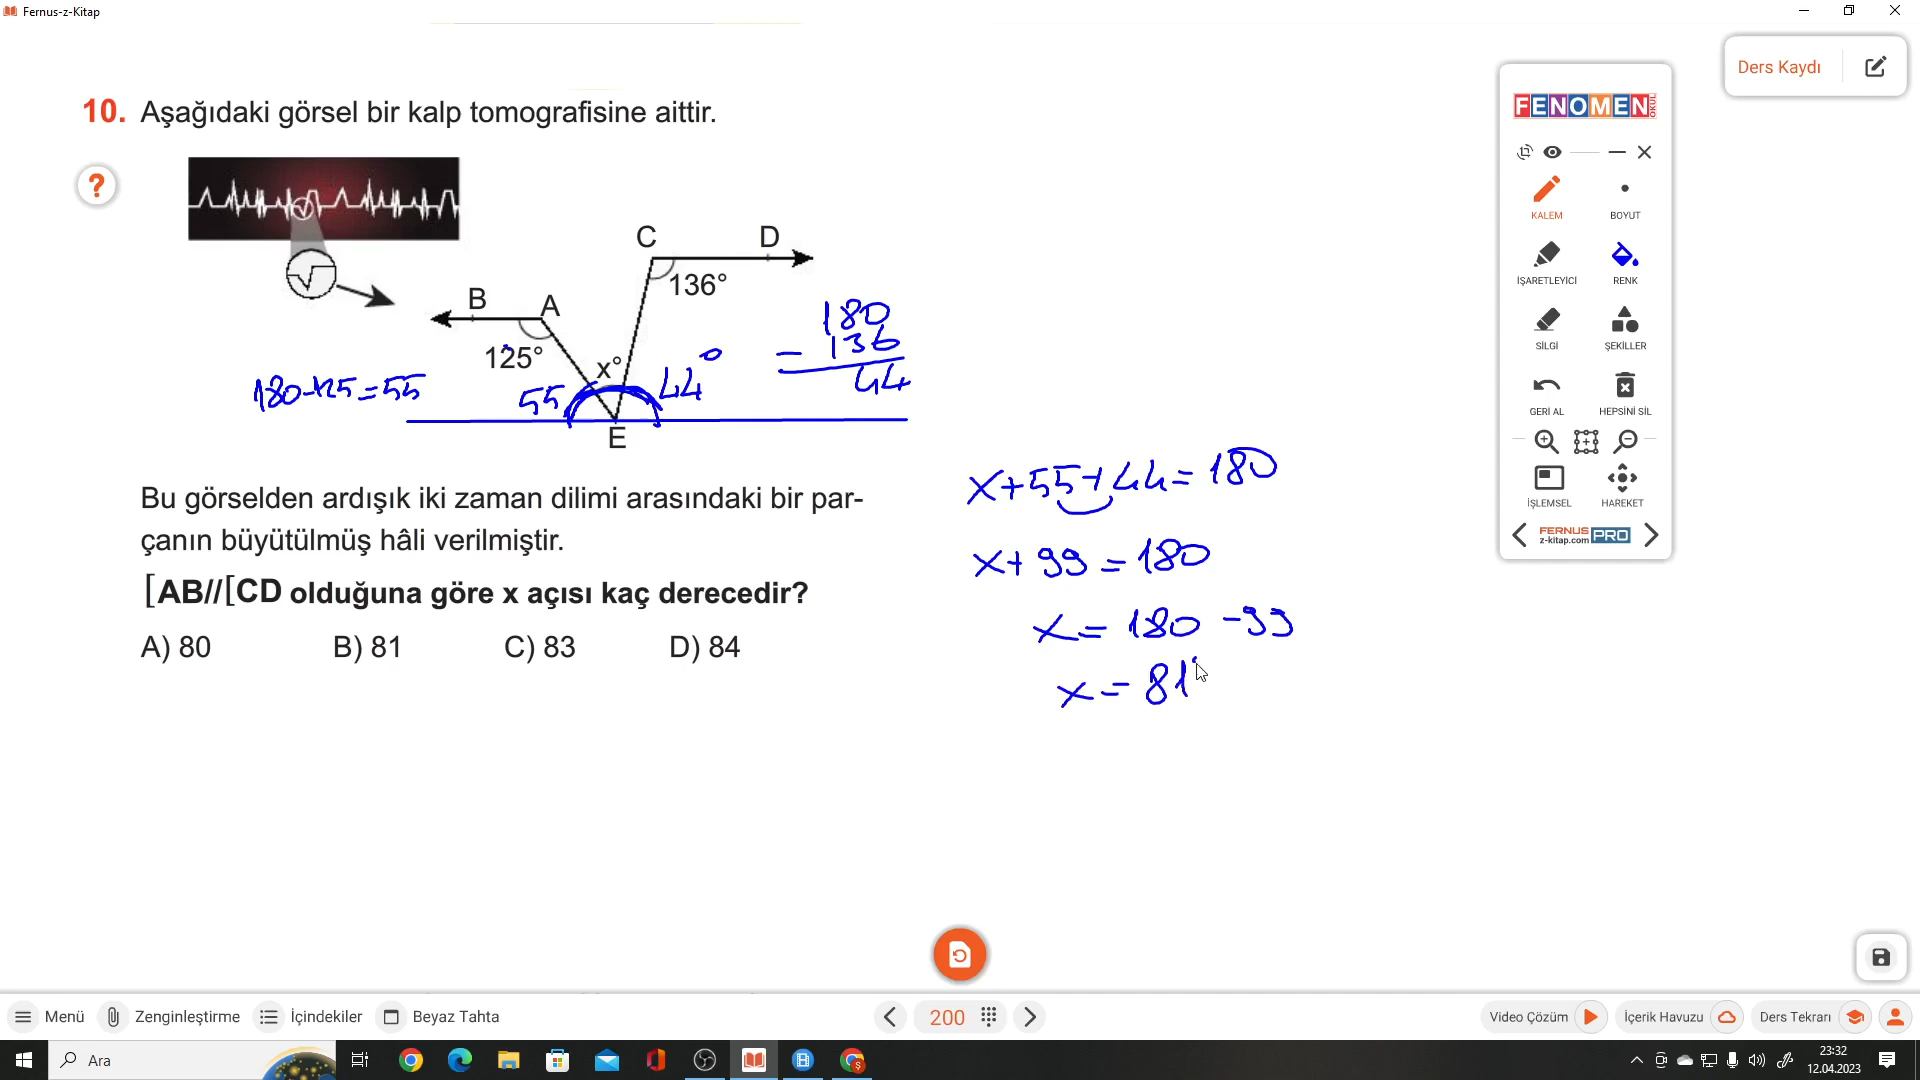 Fernus-z-Kitap
Ders Kaydı
10. Aşağıdaki görsel bir kalp tomografisine aittir.
FENOMEN OKUL
?
KALEM
BOYUT
İŞARETLEYİCİ
RENK
SİLGİ
ŞEKİLLER
GERİ AL
HEPSİNİ SİL
İŞLEMSEL
HAREKET
FERNUS
z-kitap.com PRO
C D
136°
B A
125°
x°
E
180-125=55
55
44°
180
- 136
44
x+55+44=180
x+99=180
x=180-99
x=81°
Bu görselden ardışık iki zaman dilimi arasındaki bir par-
çanın büyütülmüş hâli verilmiştir.
[AB//[CD olduğuna göre x açısı kaç derecedir?
A) 80 B) 81 C) 83 D) 84
Menü Zenginleştirme İçindekiler Beyaz Tahta 200 Video Çözüm İçerik Havuzu Ders Tekrarı
Ara
23:32
12.04.2023